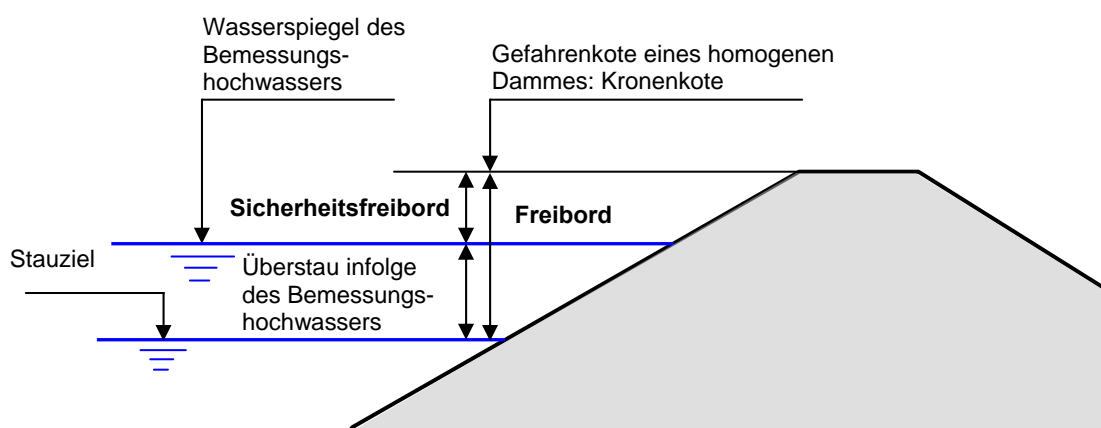 Wasserspiegel des
Bemessungs-
hochwassers
Gefahrenkote eines homogenen
Dammes: Kronenkote
Sicherheitsfreibord
Freibord
Stauziel
Überstau infolge
des Bemessungs-
hochwassers